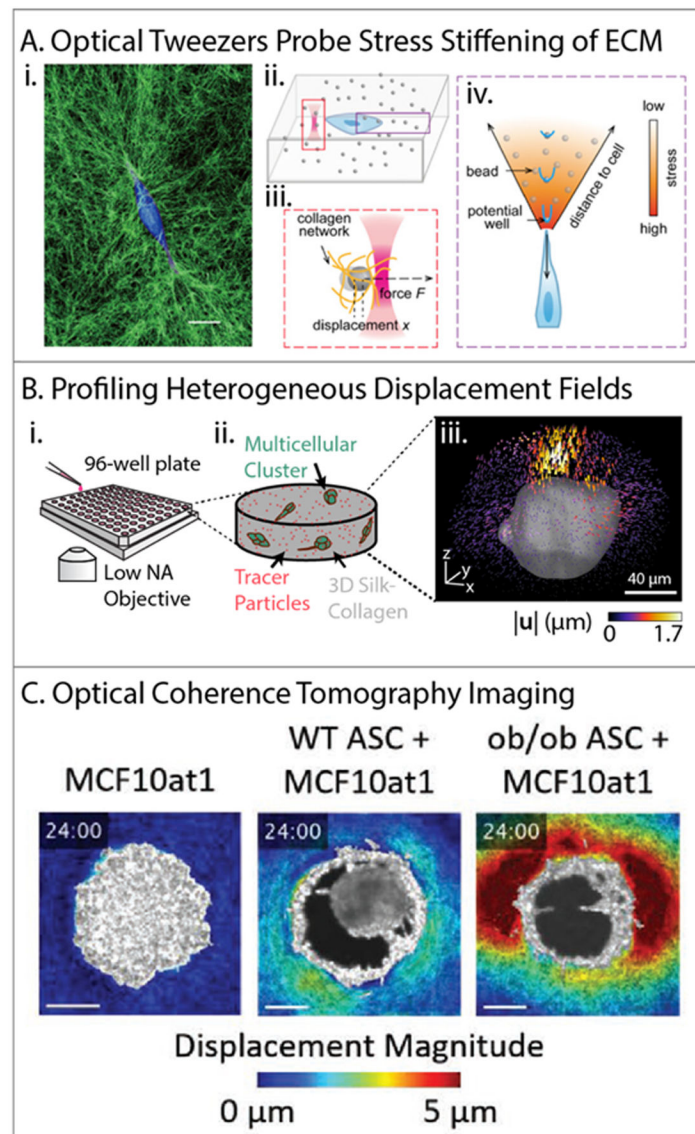 A. Optical Tweezers Probe Stress Stiffening of ECM
i.
ii.
iii.
collagen
network
force F
displacement x
iv.
bead
potential
well
distance to cell
low
stress
high
B. Profiling Heterogeneous Displacement Fields
i.
96-well plate
Low NA
Objective
ii.
Multicellular
Cluster
Tracer
Particles
3D Silk-
Collagen
iii.
z
y
x
40 μm
|u| (μm)
0
1.7
C. Optical Coherence Tomography Imaging
MCF10at1
WT ASC +
MCF10at1
ob/ob ASC +
MCF10at1
24:00
24:00
24:00
Displacement Magnitude
0 μm
5 μm